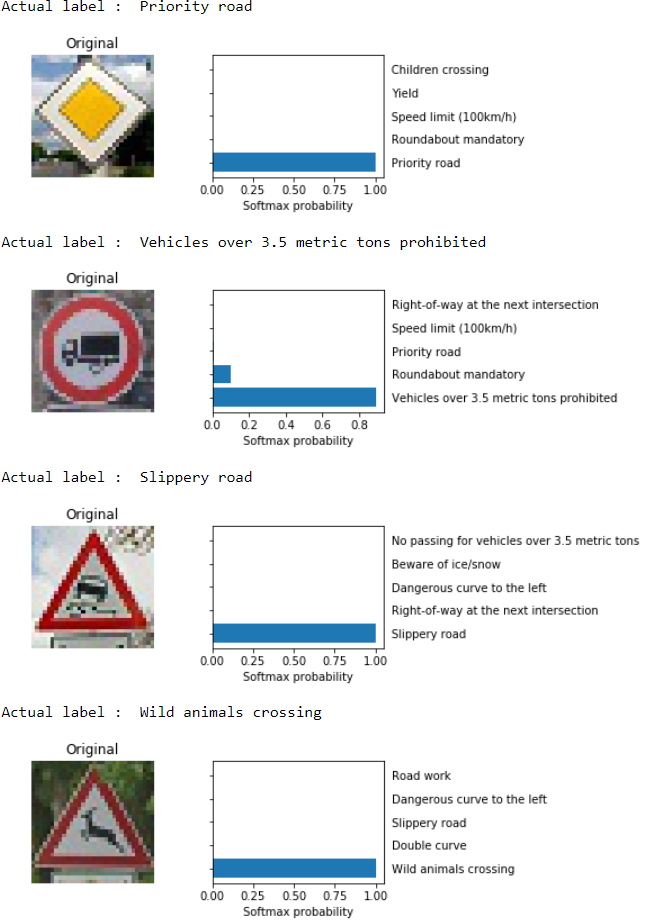 Actual label :  Priority road
Original
Children crossing
Yield
Speed limit (100km/h)
Roundabout mandatory
Priority road
0.00 0.25 0.50 0.75 1.00
Softmax probability
Actual label :  Vehicles over 3.5 metric tons prohibited
Original
Right-of-way at the next intersection
Speed limit (100km/h)
Priority road
Roundabout mandatory
Vehicles over 3.5 metric tons prohibited
0.0 0.2 0.4 0.6 0.8
Softmax probability
Actual label :  Slippery road
Original
No passing for vehicles over 3.5 metric tons
Beware of ice/snow
Dangerous curve to the left
Right-of-way at the next intersection
Slippery road
0.00 0.25 0.50 0.75 1.00
Softmax probability
Actual label :  Wild animals crossing
Original
Road work
Dangerous curve to the left
Slippery road
Double curve
Wild animals crossing
0.00 0.25 0.50 0.75 1.00
Softmax probability